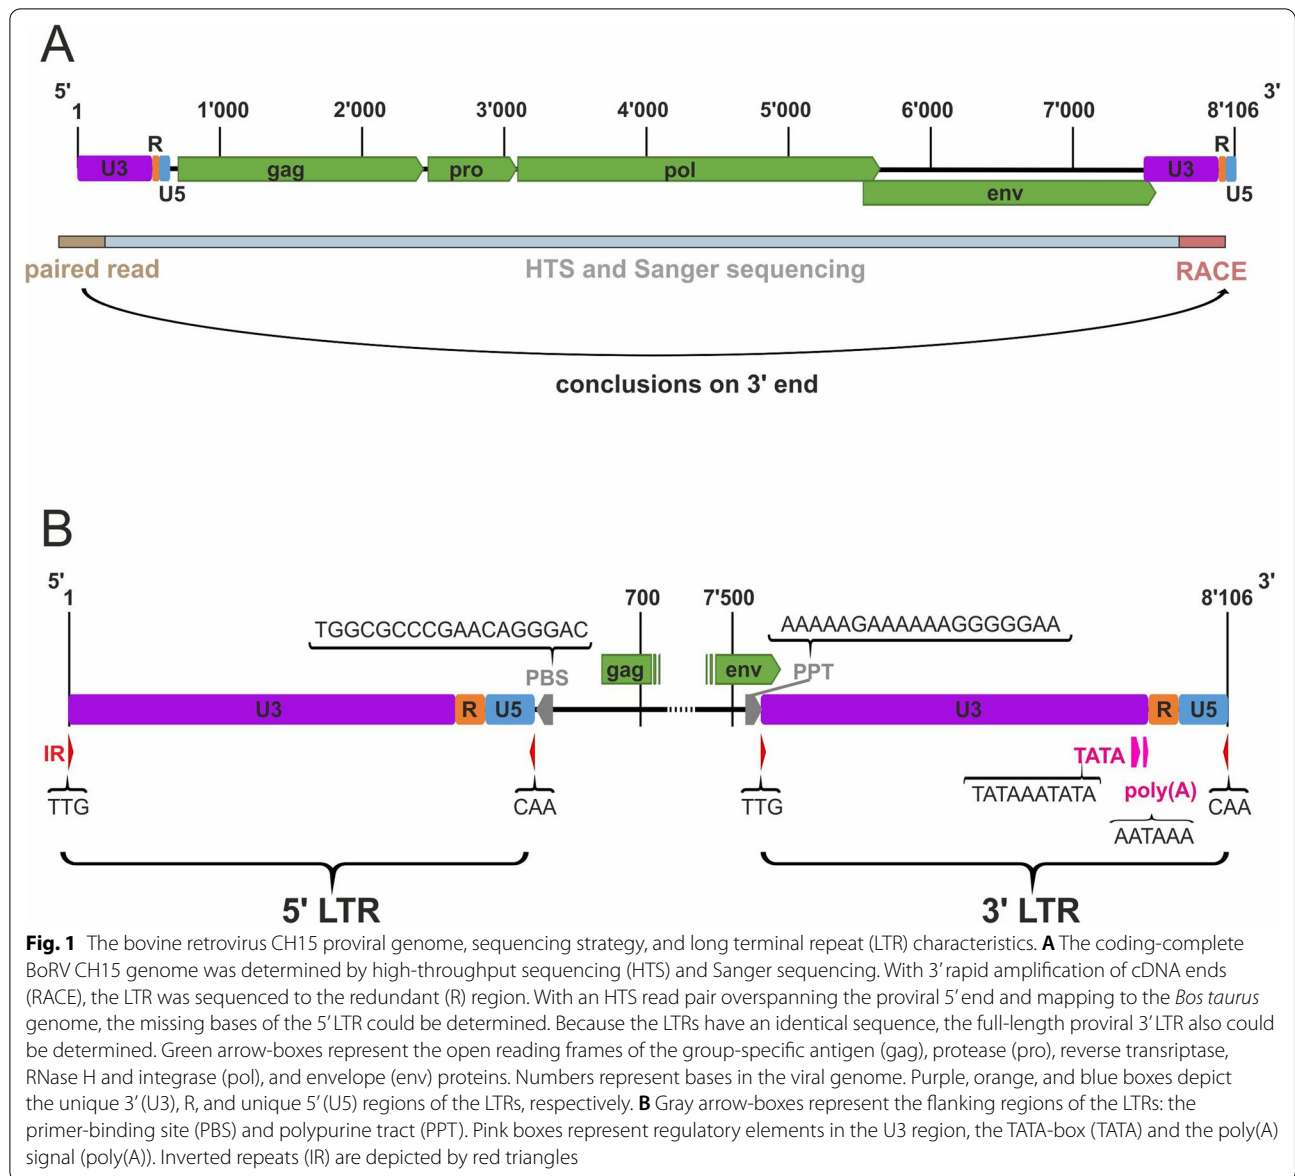 A
5'
3'
1
1'000
2'000
3'000
4'000
5'000
6'000
7'000
8'106
R
R
U3
gag
pro
pol
U3
U5
env
U5
paired read
HTS and Sanger sequencing
RACE
conclusions on 3' end
B
5'
3'
1
700
7'500
8'106
TGGCGCCCGAACAGGGAC
AAAAAGAAAAAAGGGGGAA
PBS
gag
env
PPT
U3
R
U5
U3
R
U5
IR
TATA
TTG
CAA
TTG
TATAAATATA
poly(A)
CAA
AATAAA
5' LTR
3' LTR
Fig. 1 The bovine retrovirus CH15 proviral genome, sequencing strategy, and long terminal repeat (LTR) characteristics. A The coding-complete
BoRV CH15 genome was determined by high-throughput sequencing (HTS) and Sanger sequencing. With 3' rapid amplification of cDNA ends
(RACE), the LTR was sequenced to the redundant (R) region. With an HTS read pair overspanning the proviral 5' end and mapping to the Bos taurus
genome, the missing bases of the 5' LTR could be determined. Because the LTRs have an identical sequence, the full-length proviral 3' LTR also could
be determined. Green arrow-boxes represent the open reading frames of the group-specific antigen (gag), protease (pro), reverse transriptase,
RNase H and integrase (pol), and envelope (env) proteins. Numbers represent bases in the viral genome. Purple, orange, and blue boxes depict
the unique 3' (U3), R, and unique 5' (U5) regions of the LTRs, respectively. B Gray arrow-boxes represent the flanking regions of the LTRs: the
primer-binding site (PBS) and polypurine tract (PPT). Pink boxes represent regulatory elements in the U3 region, the TATA-box (TATA) and the poly(A)
signal (poly(A)). Inverted repeats (IR) are depicted by red triangles